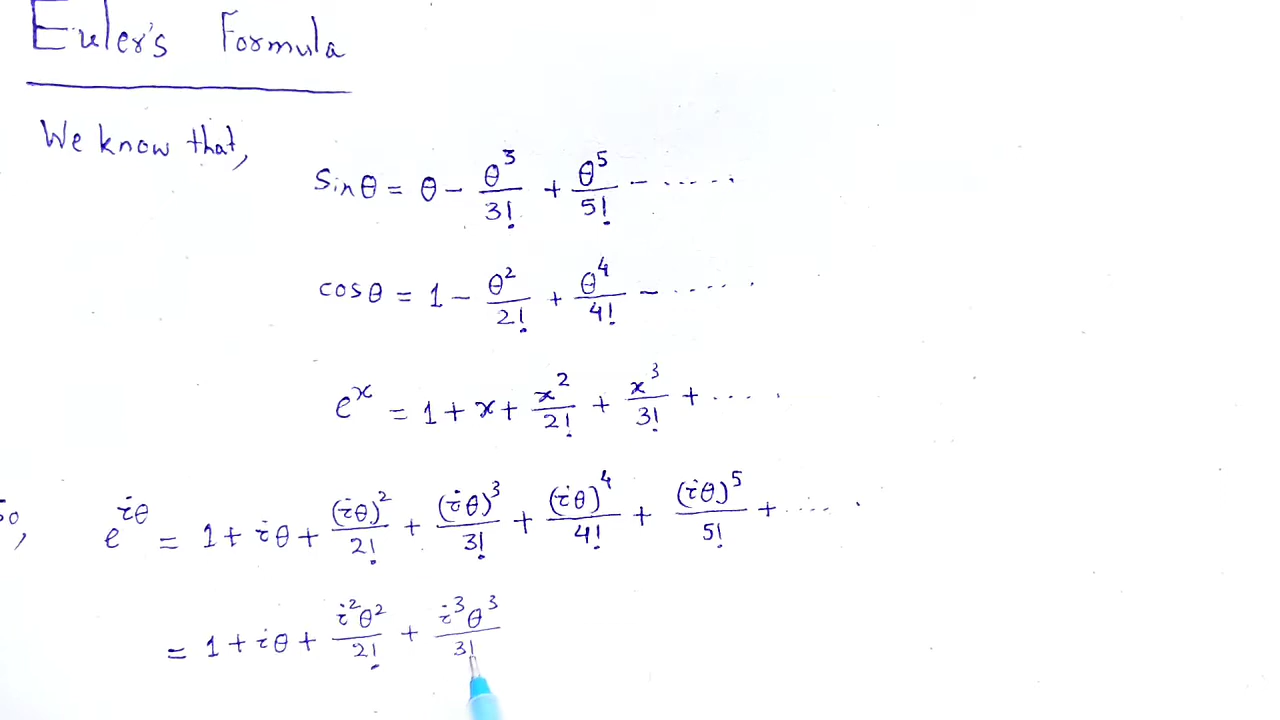 Euler's Formula
We know that,
sinθ = θ - θ³/3! + θ⁵/5! - ......
cosθ = 1 - θ²/2! + θ⁴/4! - ......
eˣ = 1 + x + x²/2! + x³/3! + ....
So, e^iθ = 1 + iθ + (iθ)²/2! + (iθ)³/3! + (iθ)⁴/4! + (iθ)⁵/5! + ....
= 1 + iθ + i²θ²/2! + i³θ³/3!